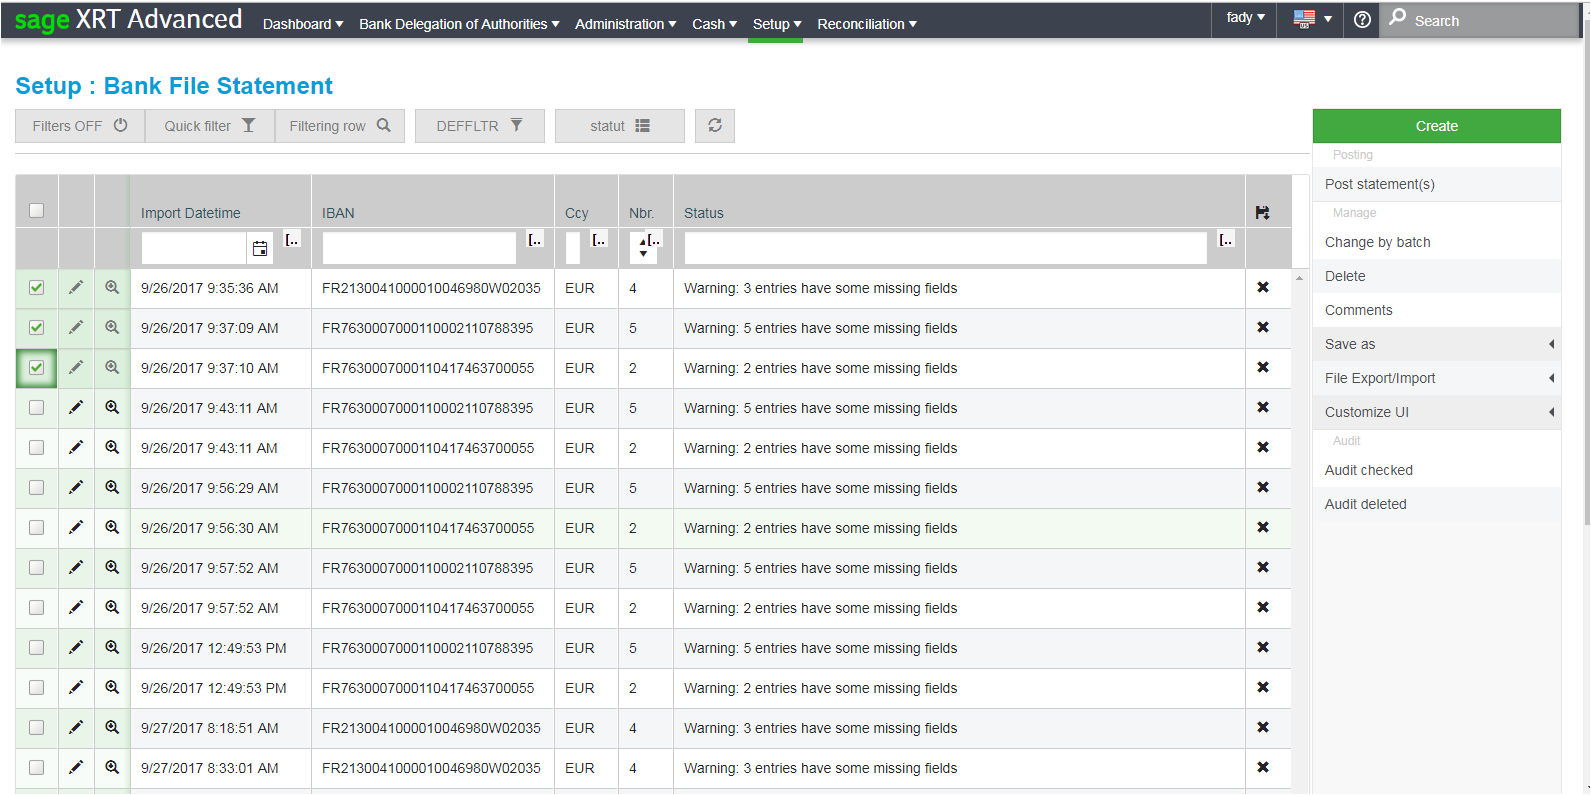 sage XRT Advanced Dashboard Bank Delegation of Authorities Administration Cash Setup Reconciliation fady US Search
Setup : Bank File Statement
Filters OFF Quick filter Filtering row DEFFLTR statut
Create
Posting
Post statement(s)
Manage
Change by batch
Delete
Comments
Save as
File Export/Import
Customize UI
Audit
Audit checked
Audit deleted
Import Datetime IBAN Ccy Nbr. Status
[.. [.. [.. [.. [..
9/26/2017 9:35:36 AM FR2130041000010046980W02035 EUR 4 Warning: 3 entries have some missing fields
9/26/2017 9:37:09 AM FR7630007000110002110788395 EUR 5 Warning: 5 entries have some missing fields
9/26/2017 9:37:10 AM FR7630007000110417463700055 EUR 2 Warning: 2 entries have some missing fields
9/26/2017 9:43:11 AM FR7630007000110002110788395 EUR 5 Warning: 5 entries have some missing fields
9/26/2017 9:43:11 AM FR7630007000110417463700055 EUR 2 Warning: 2 entries have some missing fields
9/26/2017 9:56:29 AM FR7630007000110002110788395 EUR 5 Warning: 5 entries have some missing fields
9/26/2017 9:56:30 AM FR7630007000110417463700055 EUR 2 Warning: 2 entries have some missing fields
9/26/2017 9:57:52 AM FR7630007000110002110788395 EUR 5 Warning: 5 entries have some missing fields
9/26/2017 9:57:52 AM FR7630007000110417463700055 EUR 2 Warning: 2 entries have some missing fields
9/26/2017 12:49:53 PM FR7630007000110002110788395 EUR 5 Warning: 5 entries have some missing fields
9/26/2017 12:49:53 PM FR7630007000110417463700055 EUR 2 Warning: 2 entries have some missing fields
9/27/2017 8:18:51 AM FR2130041000010046980W02035 EUR 4 Warning: 3 entries have some missing fields
9/27/2017 8:33:01 AM FR2130041000010046980W02035 EUR 4 Warning: 3 entries have some missing fields